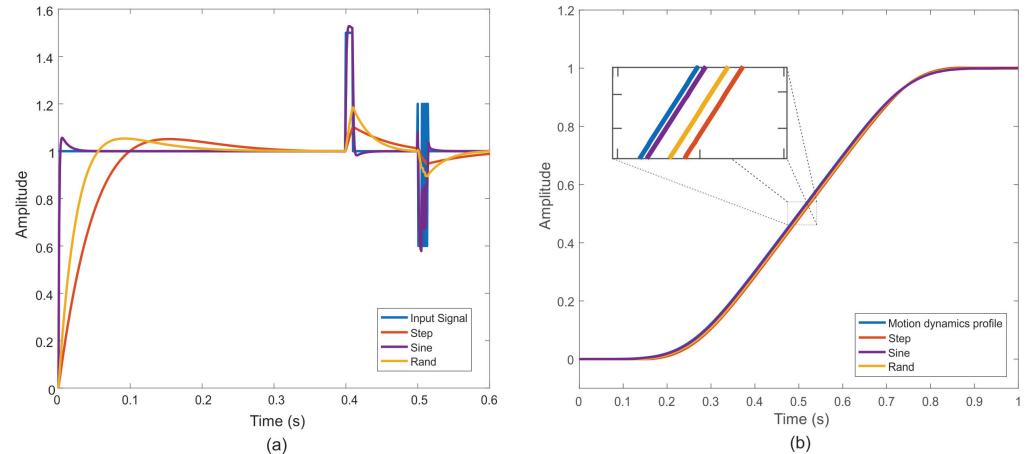 1.6
1.4
1.2
1
0.8
0.6
0.4
0.2
0
Amplitude
0 0.1 0.2 0.3 0.4 0.5 0.6
Time (s)
Input Signal
Step
Sine
Rand
(a)
1.2
1
0.8
0.6
0.4
0.2
0
Amplitude
0 0.1 0.2 0.3 0.4 0.5 0.6 0.7 0.8 0.9 1
Time (s)
Motion dynamics profile
Step
Sine
Rand
(b)